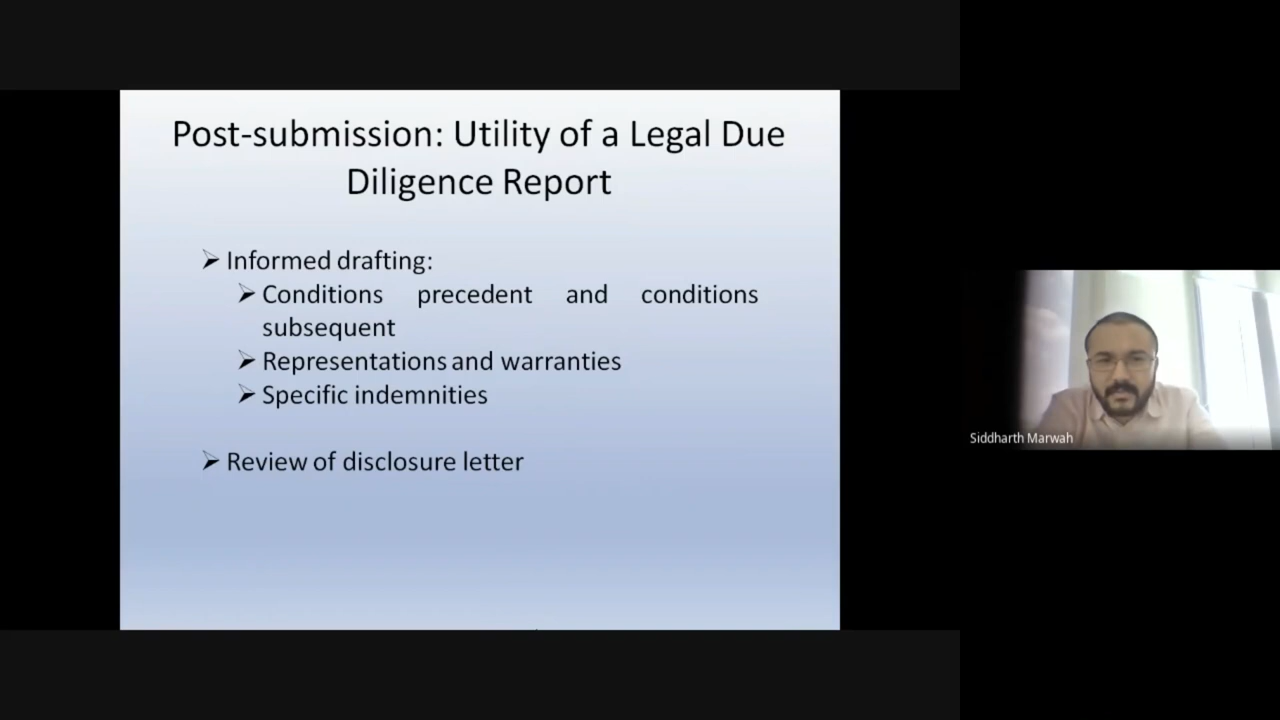 Post-submission: Utility of a Legal Due
Diligence Report
➢ Informed drafting:
➢ Conditions precedent and conditions
subsequent
➢ Representations and warranties
➢ Specific indemnities
➢ Review of disclosure letter
Siddharth Marwah